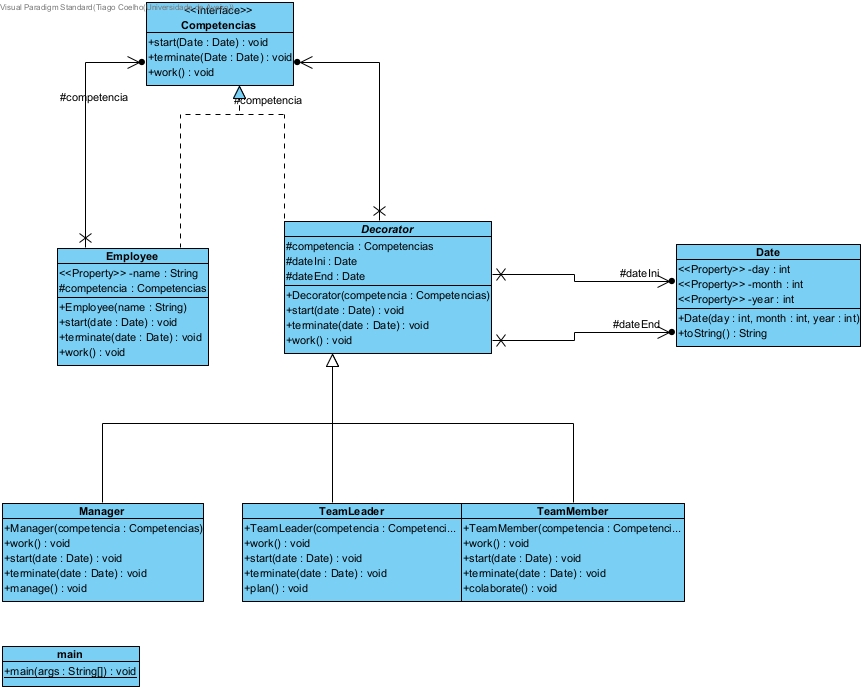 Visual Paradigm Standard(Tiago Coelho(Universidade
<<Interface>>
Competencias
+start(Date : Date) : void
+terminate(Date : Date) : void
+work() : void
#competencia
#competencia
Employee
<<Property>> -name : String
#competencia : Competencias
+Employee(name : String)
+start(date : Date) : void
+terminate(date : Date) : void
+work() : void
Decorator
#competencia : Competencias
#dateIni : Date
#dateEnd : Date
+Decorator(competencia : Competencias)
+start(date : Date) : void
+terminate(date : Date) : void
+work() : void
#dateIni
#dateEnd
Date
<<Property>> -day : int
<<Property>> -month : int
<<Property>> -year : int
+Date(day : int, month : int, year : int)
+toString() : String
Manager
+Manager(competencia : Competencias)
+work() : void
+start(date : Date) : void
+terminate(date : Date) : void
+manage() : void
TeamLeader
+TeamLeader(competencia : Competenci...
+work() : void
+start(date : Date) : void
+terminate(date : Date) : void
+plan() : void
TeamMember
+TeamMember(competencia : Competenci...
+work() : void
+start(date : Date) : void
+terminate(date : Date) : void
+colaborate() : void
main
+main(args : String[]) : void